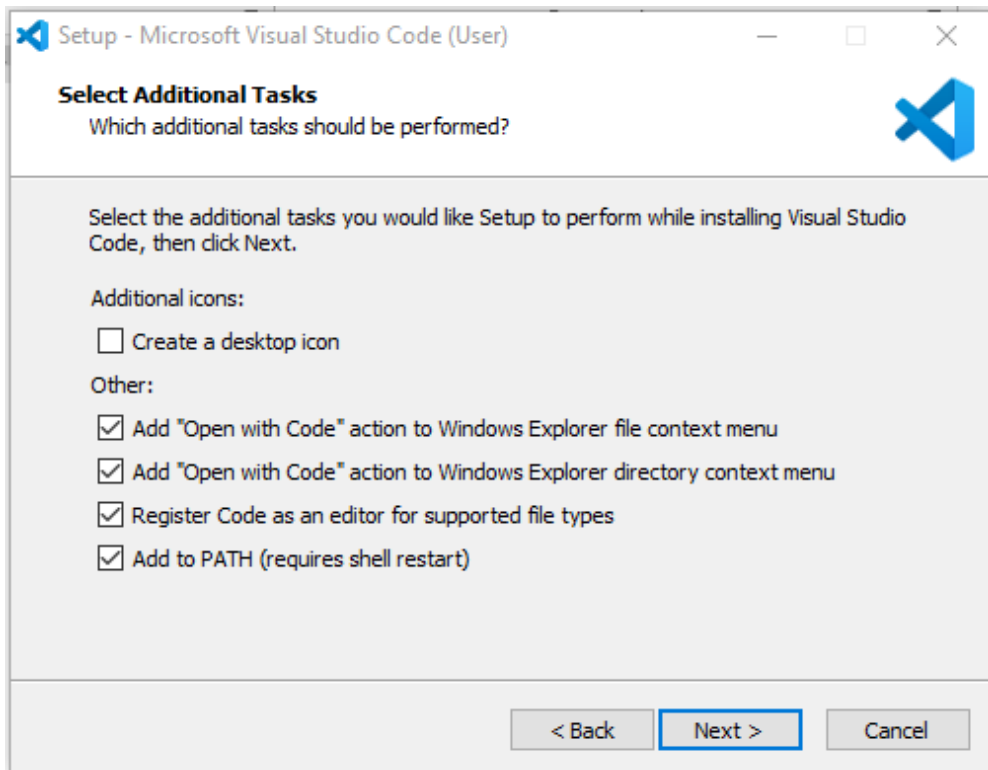 Setup - Microsoft Visual Studio Code (User)
Select Additional Tasks
Which additional tasks should be performed?
Select the additional tasks you would like Setup to perform while installing Visual Studio
Code, then click Next.
Additional icons:
Create a desktop icon
Other:
Add "Open with Code" action to Windows Explorer file context menu
Add "Open with Code" action to Windows Explorer directory context menu
Register Code as an editor for supported file types
Add to PATH (requires shell restart)
< Back Next > Cancel